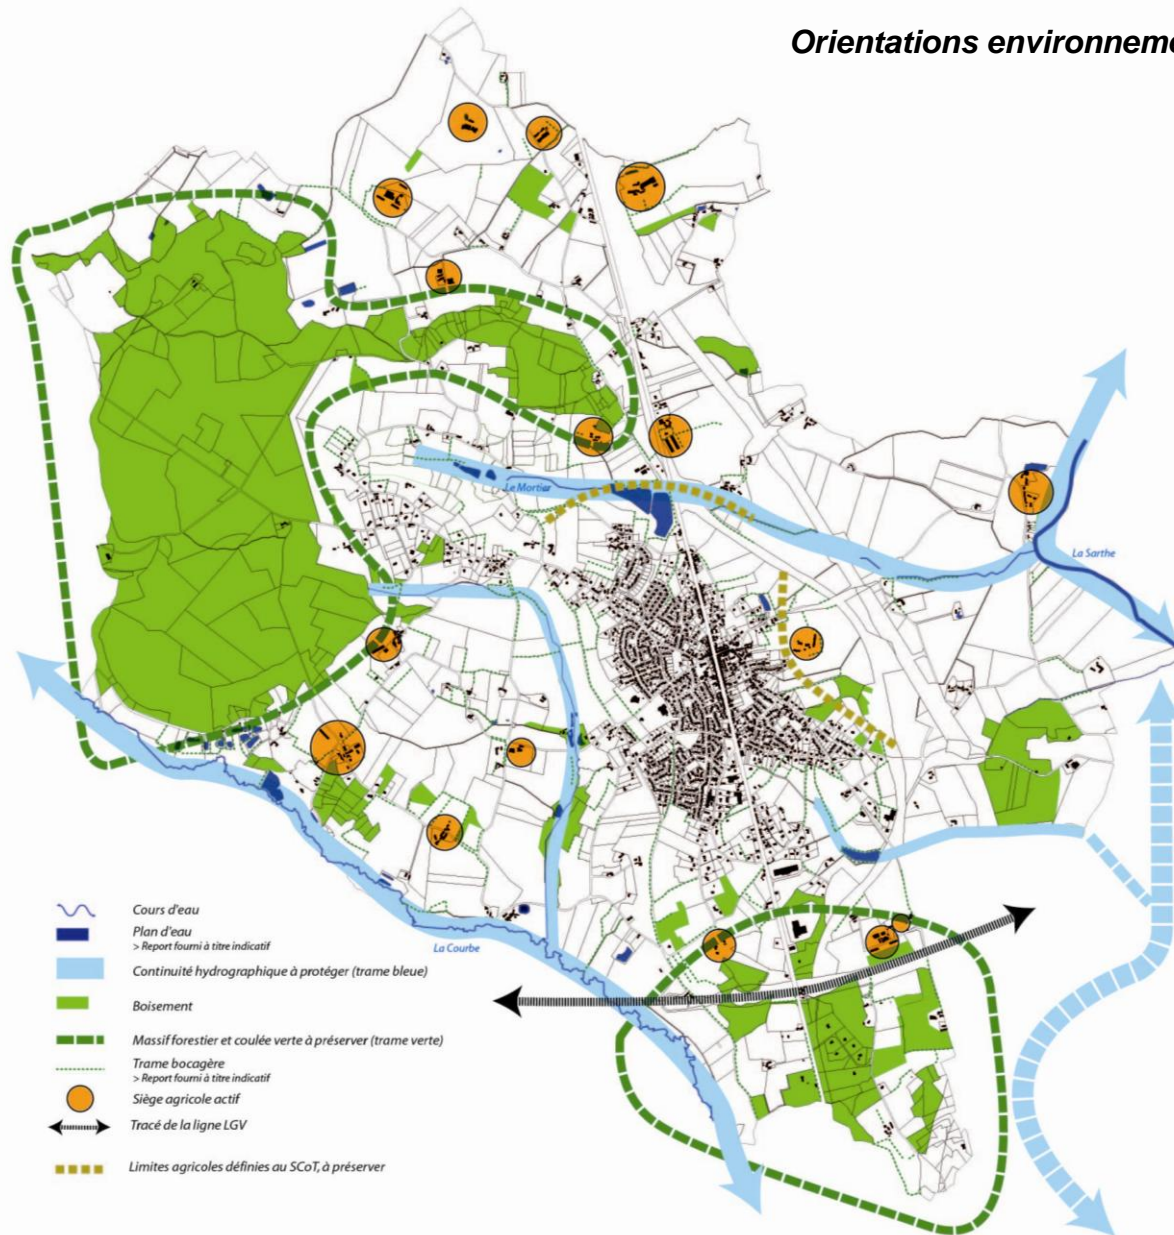 Orientations environneme
Le Mortier
La Sarthe
La Courbe
Cours d'eau
Plan d'eau
> Report fourni à titre indicatif
Continuité hydrographique à protéger (trame bleue)
Boisement
Massif forestier et coulée verte à préserver (trame verte)
Trame bocagère
> Report fourni à titre indicatif
Siège agricole actif
Tracé de la ligne LGV
Limites agricoles définies au SCoT, à préserver